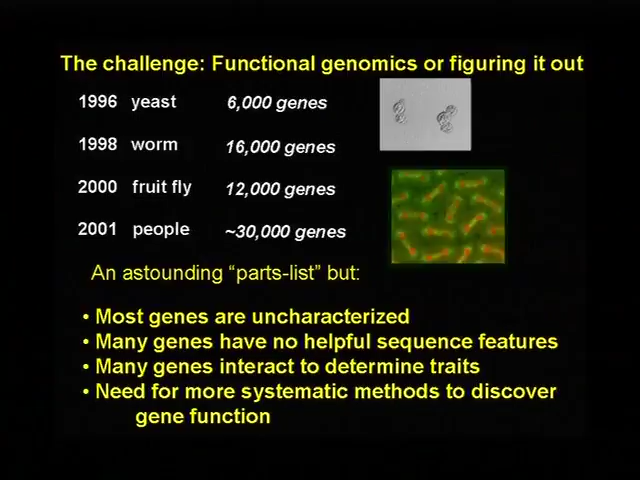 The challenge: Functional genomics or figuring it out
1996 yeast 6,000 genes
1998 worm 16,000 genes
2000 fruit fly 12,000 genes
2001 people ~30,000 genes
An astounding “parts-list” but:
• Most genes are uncharacterized
• Many genes have no helpful sequence features
• Many genes interact to determine traits
• Need for more systematic methods to discover
gene function